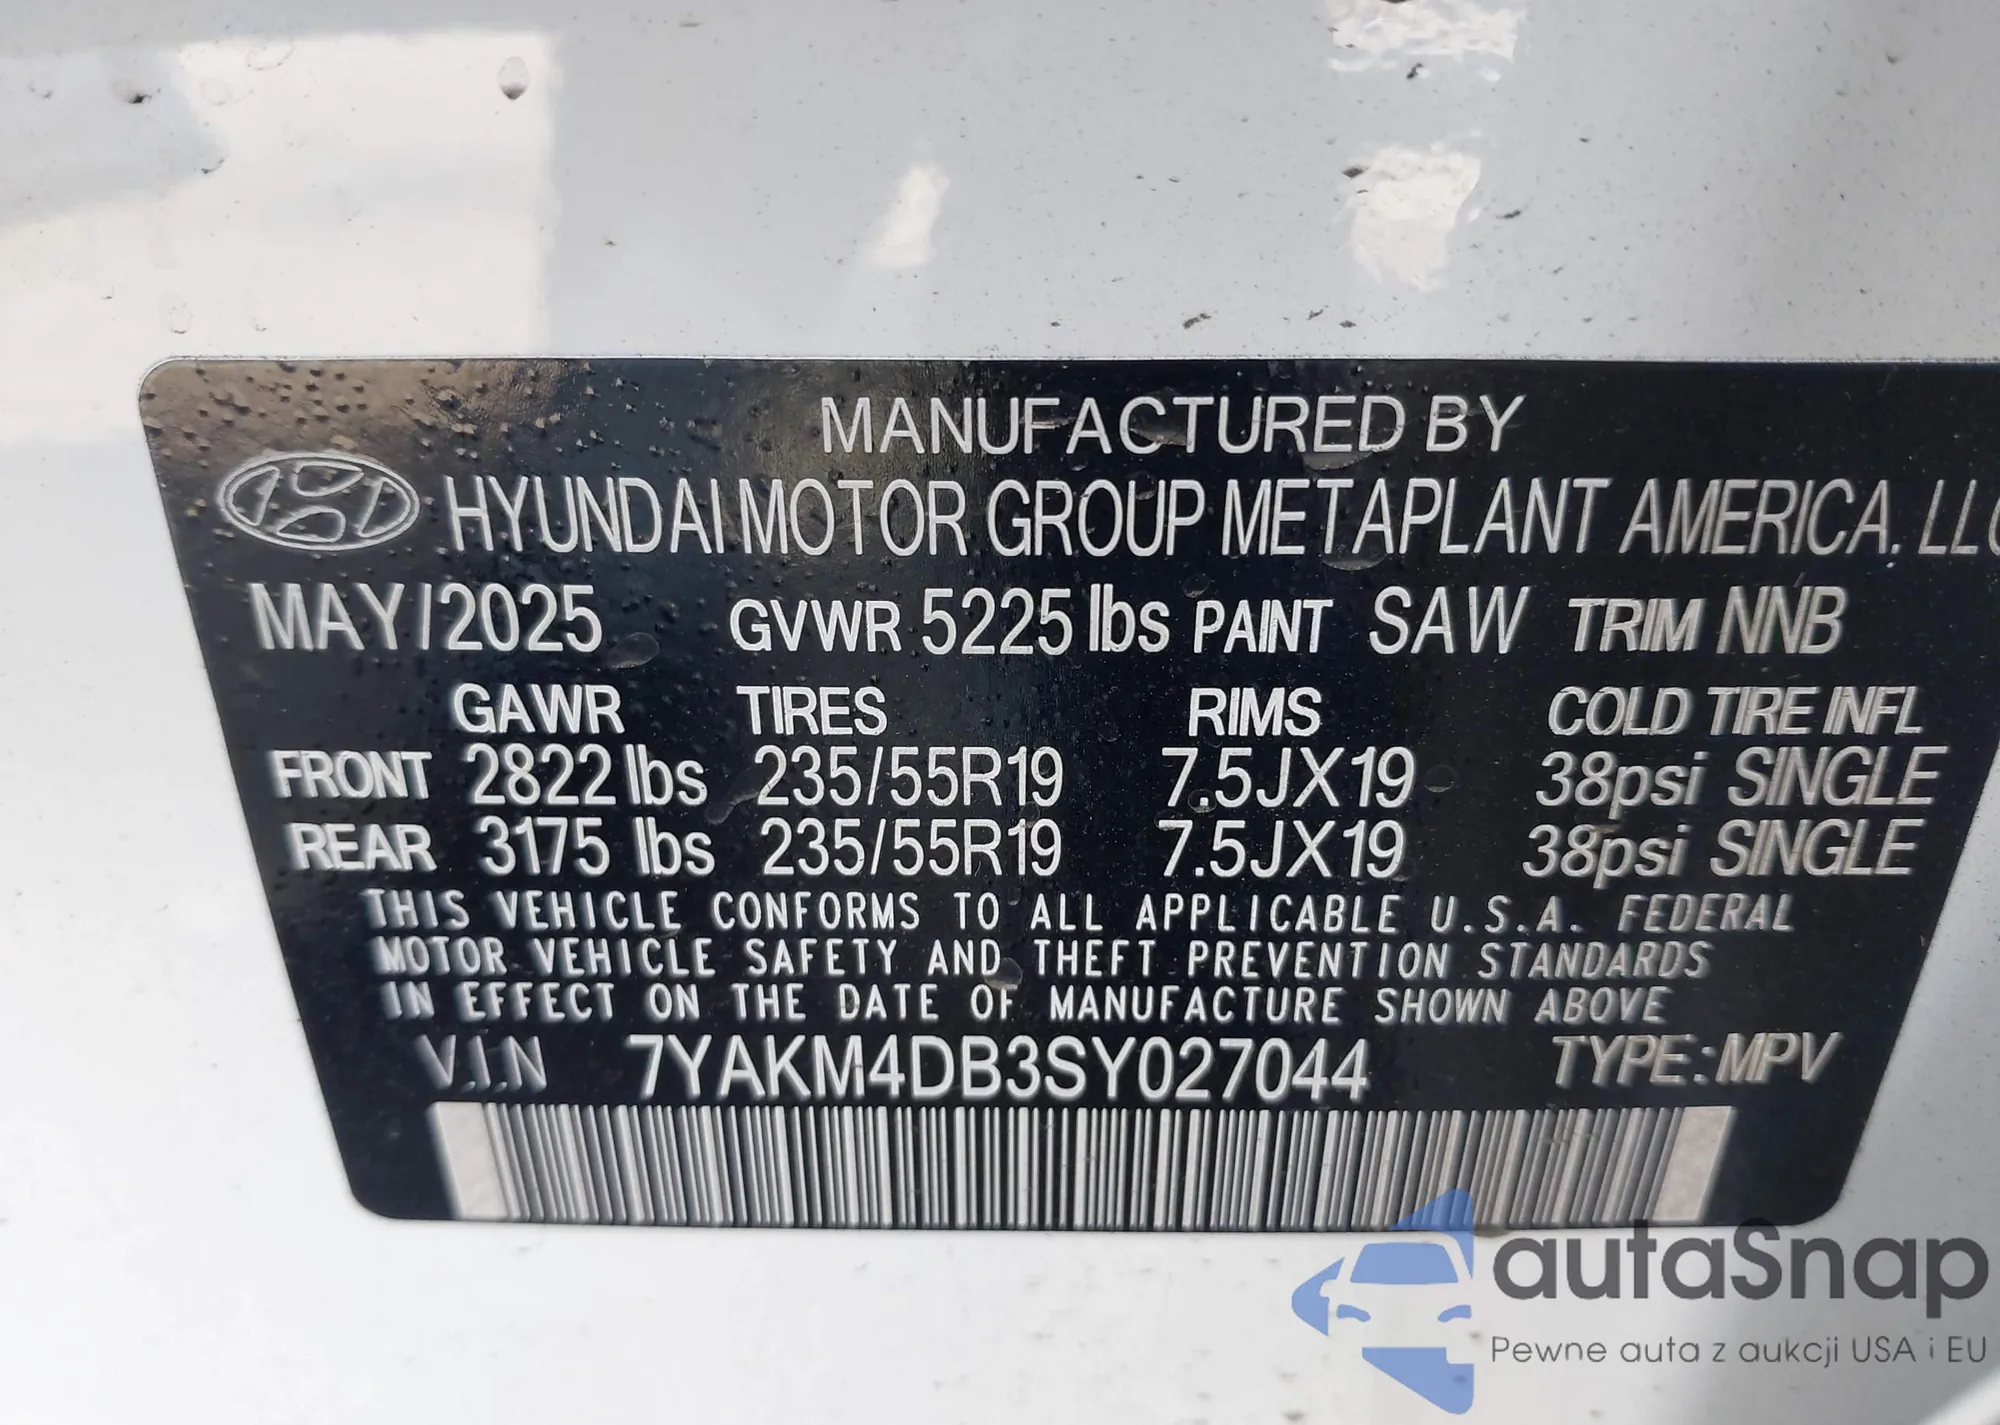 MANUFACTURED BY
HYUNDAI MOTOR GROUP METAPLANT AMERICA. LLC
MAY/2025 GVWR 5225 lbs PAINT SAW TRIM NNB
GAWR TIRES RIMS COLD TIRE INFL
FRONT 2822 lbs 235/55R19 7.5JX19 38psi SINGLE
REAR 3175 lbs 235/55R19 7.5JX19 38psi SINGLE
THIS VEHICLE CONFORMS TO ALL APPLICABLE U.S.A. FEDERAL
MOTOR VEHICLE SAFETY AND THEFT PREVENTION STANDARDS
IN EFFECT ON THE DATE OF MANUFACTURE SHOWN ABOVE
V.I.N 7YAKM4DB3SY027044 TYPE: MPV
autaSnap
Pewne auta z aukcji USA i EU